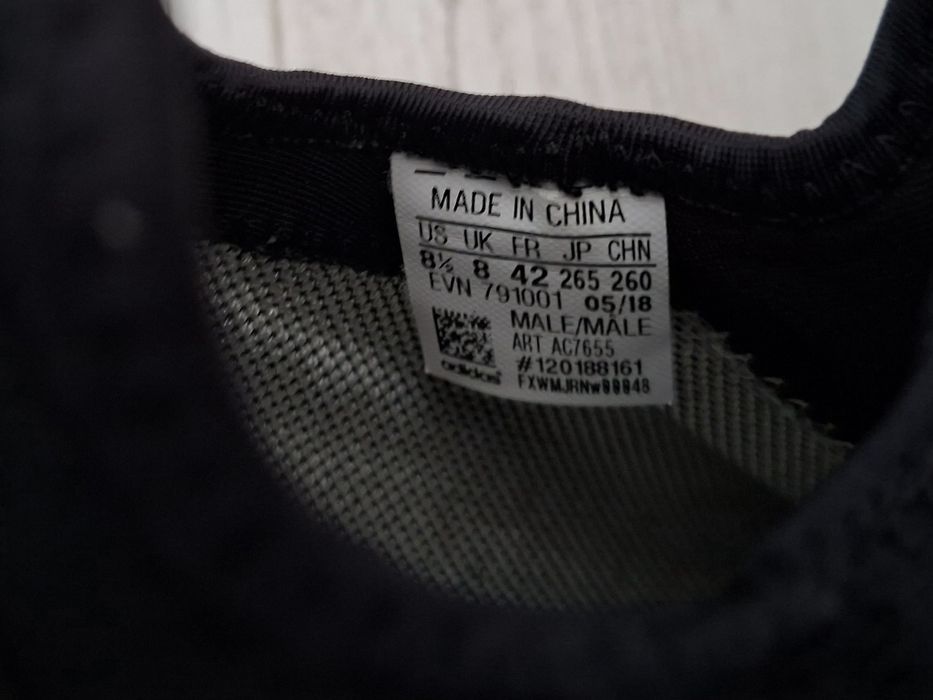 MADE IN CHINA
US UK FR JP CHN
8½ 8 42 265 260
EVN 791001 05/18
MALE/MÂLE
ART AC7655
#120188161
adidas